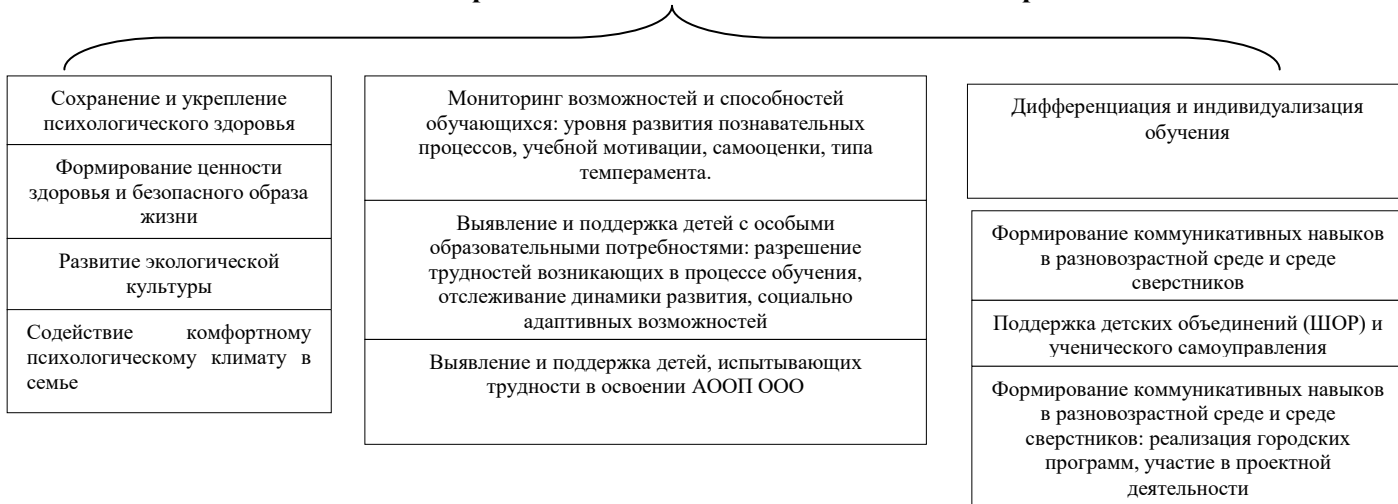 Сохранение и укрепление
психологического здоровья
Формирование ценности
здоровья и безопасного образа
жизни
Развитие экологической
культуры
Содействие комфортному
психологическому климату в
семье
Мониторинг возможностей и способностей
обучающихся: уровня развития познавательных
процессов, учебной мотивации, самооценки, типа
темперамента.
Выявление и поддержка детей с особыми
образовательными потребностями: разрешение
трудностей возникающих в процессе обучения,
отслеживание динамики развития, социально
адаптивных возможностей
Выявление и поддержка детей, испытывающих
трудности в освоении АООП ООО
Дифференциация и индивидуализация
обучения
Формирование коммуникативных навыков
в разновозрастной среде и среде
сверстников
Поддержка детских объединений (ШОР) и
ученического самоуправления
Формирование коммуникативных навыков
в разновозрастной среде и среде
сверстников: реализация городских
программ, участие в проектной
деятельности